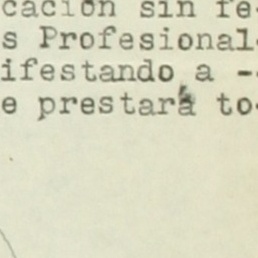 cación sin fe-
s Profesional-
ifestando a -
e prestará to-